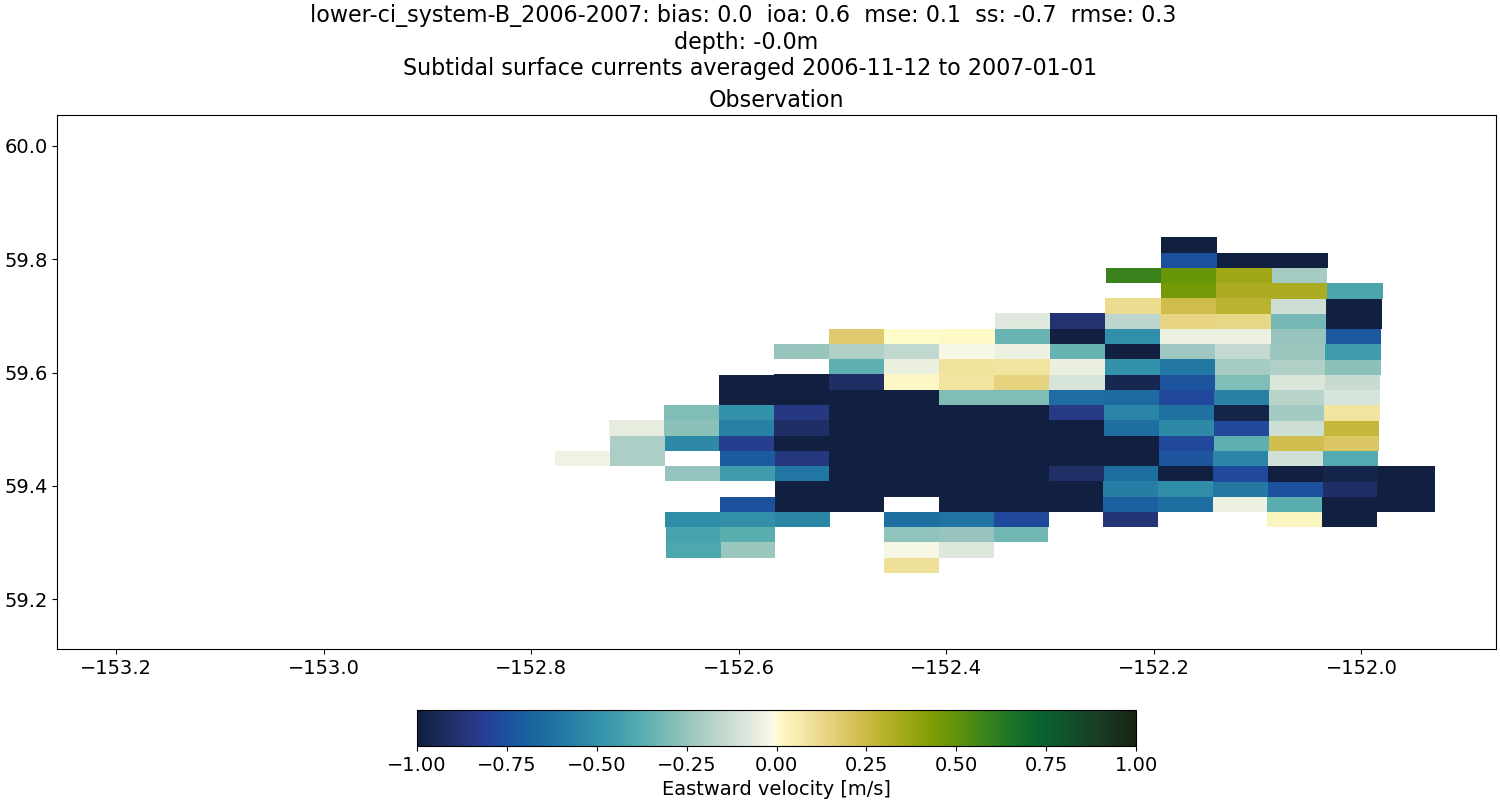 lower-ci_system-B_2006-2007: bias: 0.0  ioa: 0.6  mse: 0.1  ss: -0.7  rmse: 0.3
depth: -0.0m
Subtidal surface currents averaged 2006-11-12 to 2007-01-01
Observation
60.0
59.8
59.6
59.4
59.2
−153.2 −153.0 −152.8 −152.6 −152.4 −152.2 −152.0
−1.00 −0.75 −0.50 −0.25 0.00 0.25 0.50 0.75 1.00
Eastward velocity [m/s]